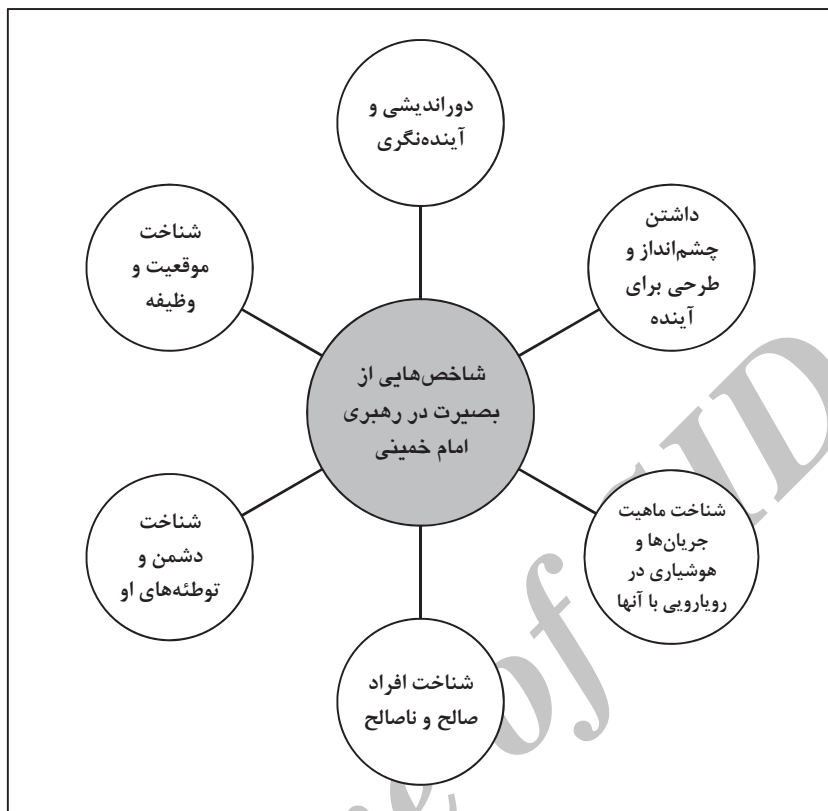 دوراندیشی و
آینده‌نگری
داشتن
چشم‌انداز و
طرحی برای
آینده
شناخت
موقعیت و
وظیفه
شاخص‌هایی از
بصیرت در رهبری
امام خمینی
شناخت ماهیت
جریان‌ها و
هوشیاری در
رویارویی با آنها
شناخت
دشمن و
توطئه‌های او
شناخت افراد
صالح و ناصالح
of SID